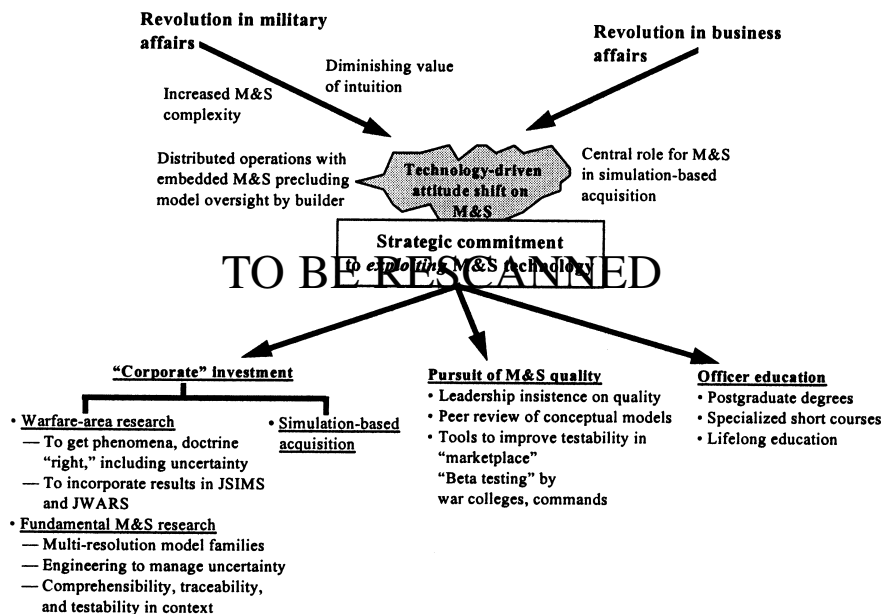 Revolution in military
affairs
Revolution in business
affairs
Diminishing value
of intuition
Increased M&S
complexity
Distributed operations with
embedded M&S precluding
model oversight by builder
Technology-driven
attitude shift on
M&S
Central role for M&S
in simulation-based
acquisition
Strategic commitment
to exploiting M&S technology
TO BE RESCANNED
"Corporate" investment
• Warfare-area research
— To get phenomena, doctrine
"right," including uncertainty
— To incorporate results in JSIMS
and JWARS
• Fundamental M&S research
— Multi-resolution model families
— Engineering to manage uncertainty
— Comprehensibility, traceability,
and testability in context
• Simulation-based
acquisition
Pursuit of M&S quality
• Leadership insistence on quality
• Peer review of conceptual models
• Tools to improve testability in
"marketplace"
"Beta testing" by
war colleges, commands
Officer education
• Postgraduate degrees
• Specialized short courses
• Lifelong education